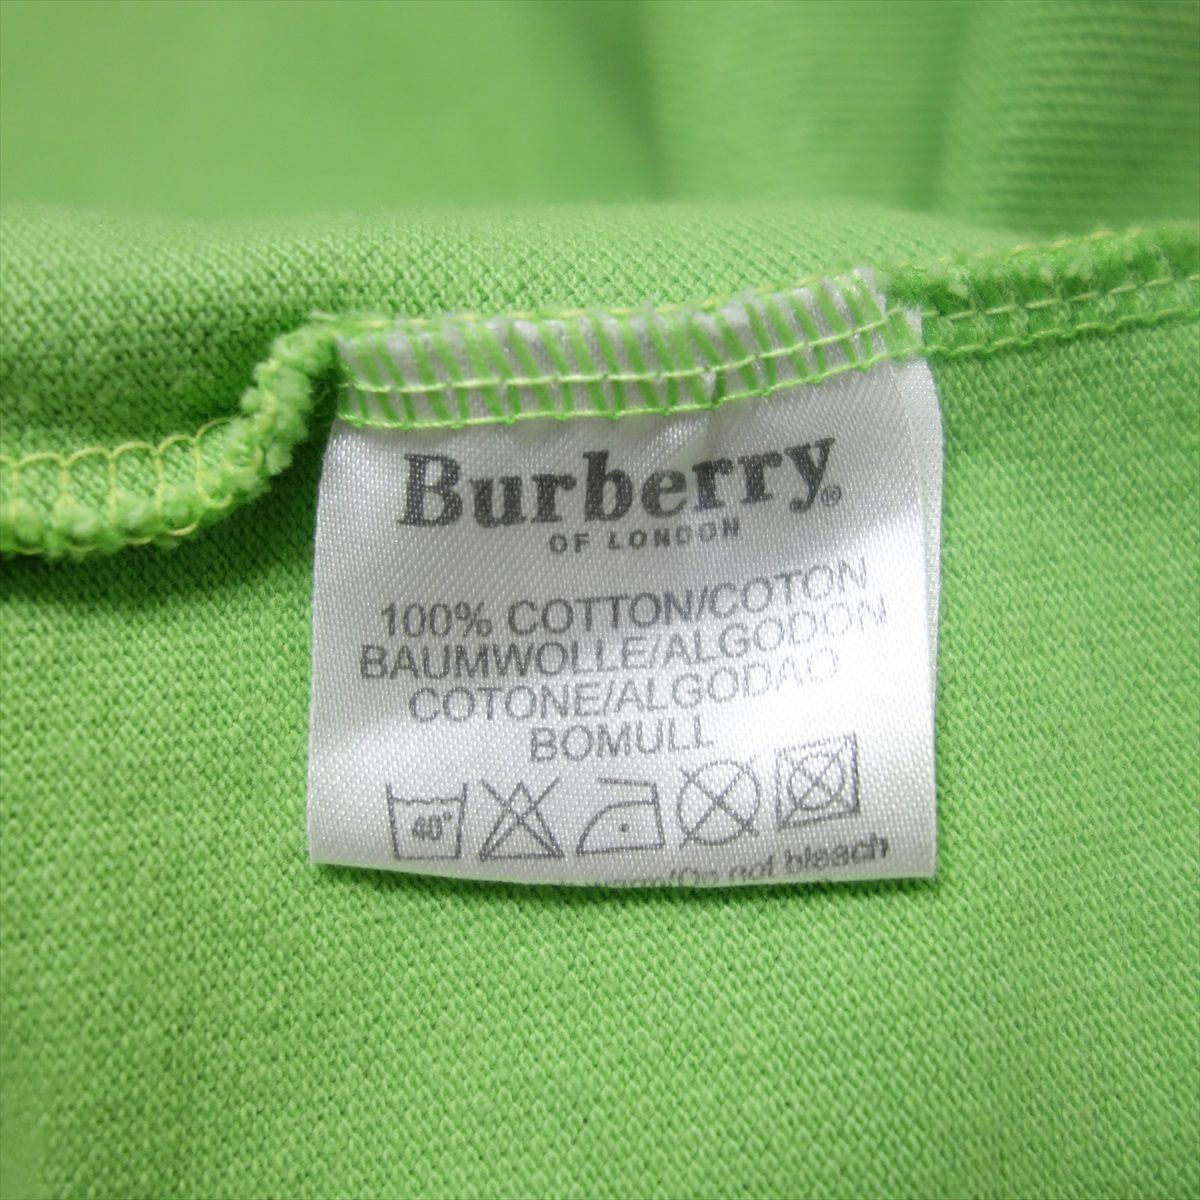 Burberry®
OF LONDON
100% COTTON/COTON
BAUMWOLLE/ALGODON
COTONE/ALGODAO
BOMULL
40°
/Do not bleach